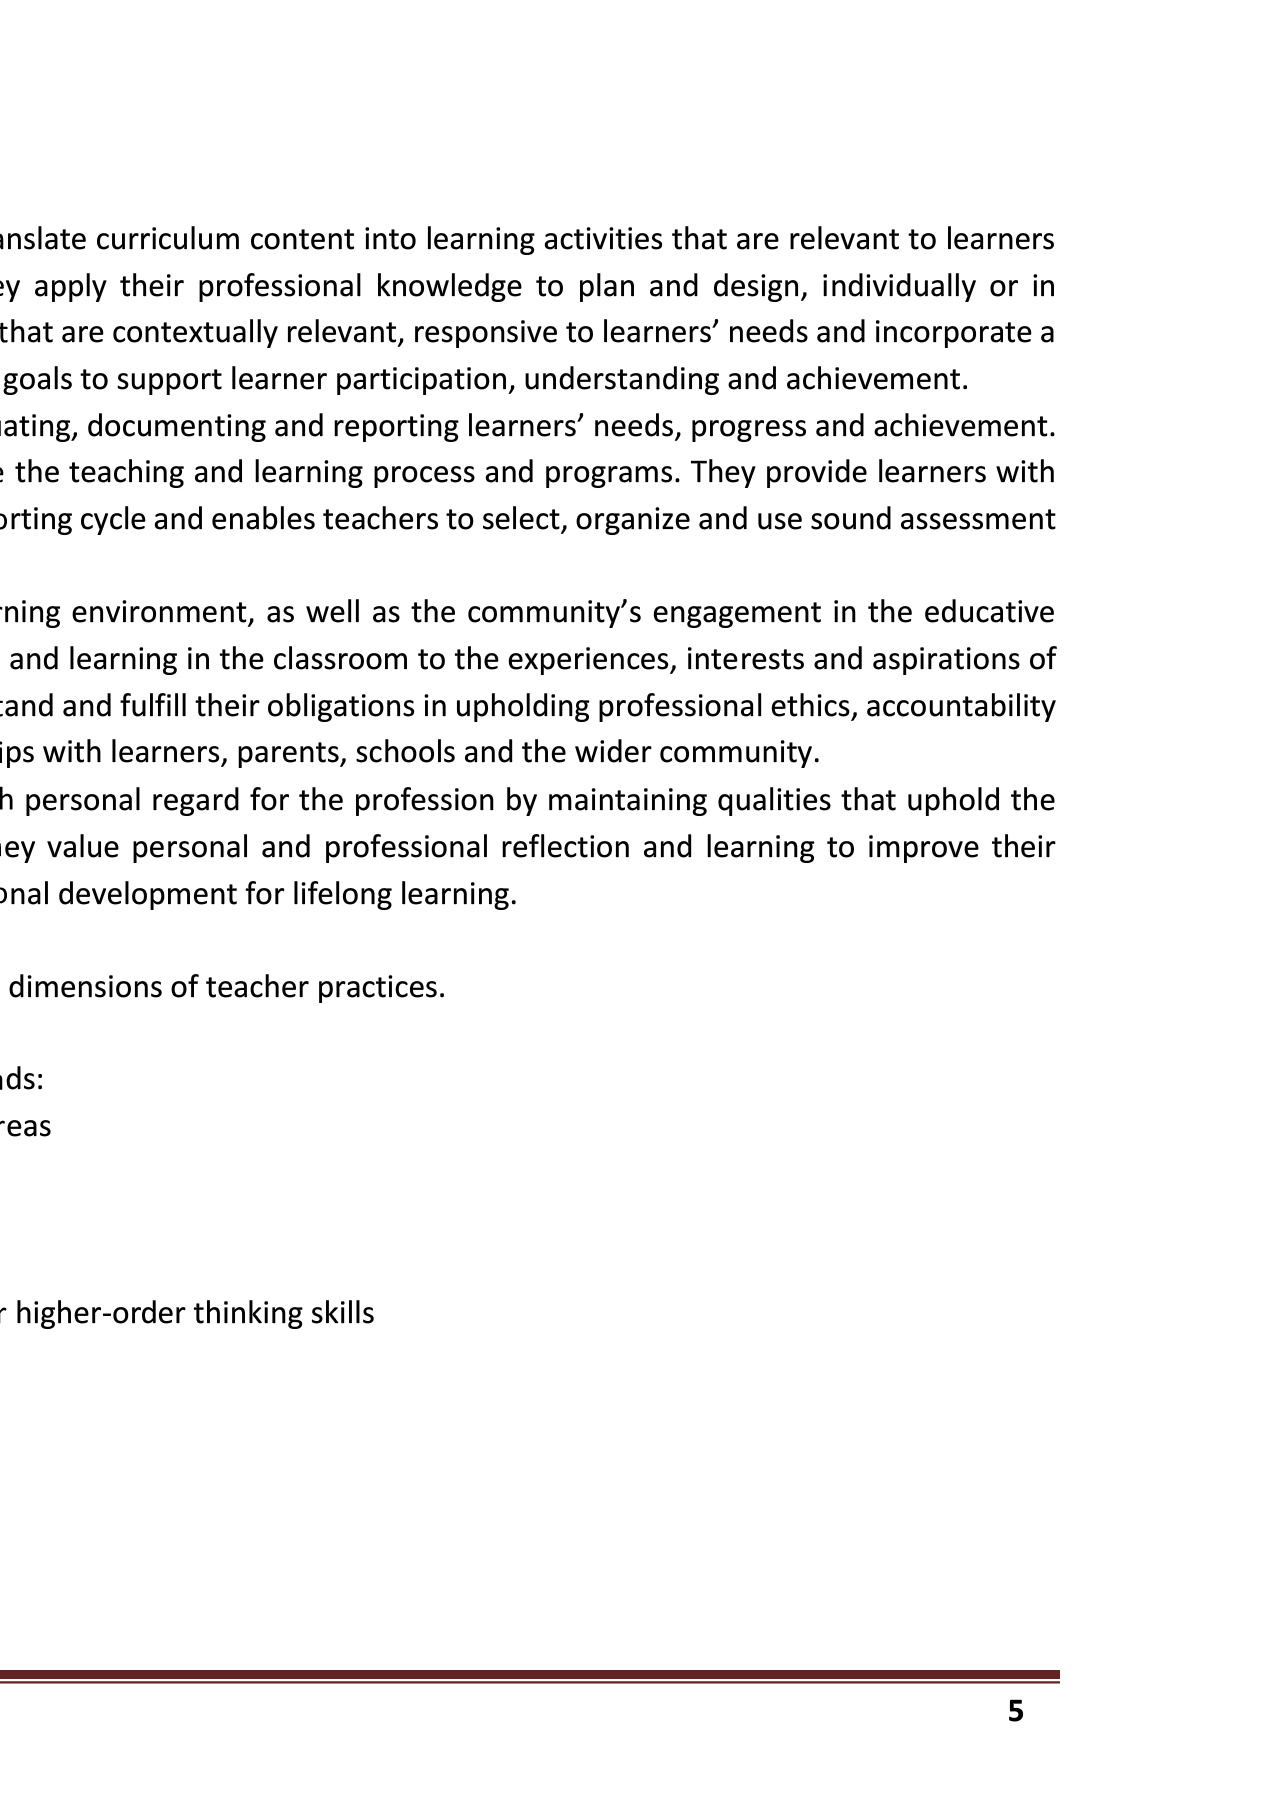 anslate curriculum content into learning activities that are relevant to learners
ey apply their professional knowledge to plan and design, individually or in
that are contextually relevant, responsive to learners’ needs and incorporate a
goals to support learner participation, understanding and achievement.
uating, documenting and reporting learners’ needs, progress and achievement.
e the teaching and learning process and programs. They provide learners with
orting cycle and enables teachers to select, organize and use sound assessment
rning environment, as well as the community’s engagement in the educative
and learning in the classroom to the experiences, interests and aspirations of
tand and fulfill their obligations in upholding professional ethics, accountability
ips with learners, parents, schools and the wider community.
h personal regard for the profession by maintaining qualities that uphold the
ney value personal and professional reflection and learning to improve their
onal development for lifelong learning.
dimensions of teacher practices.
nds:
reas
r higher-order thinking skills
5